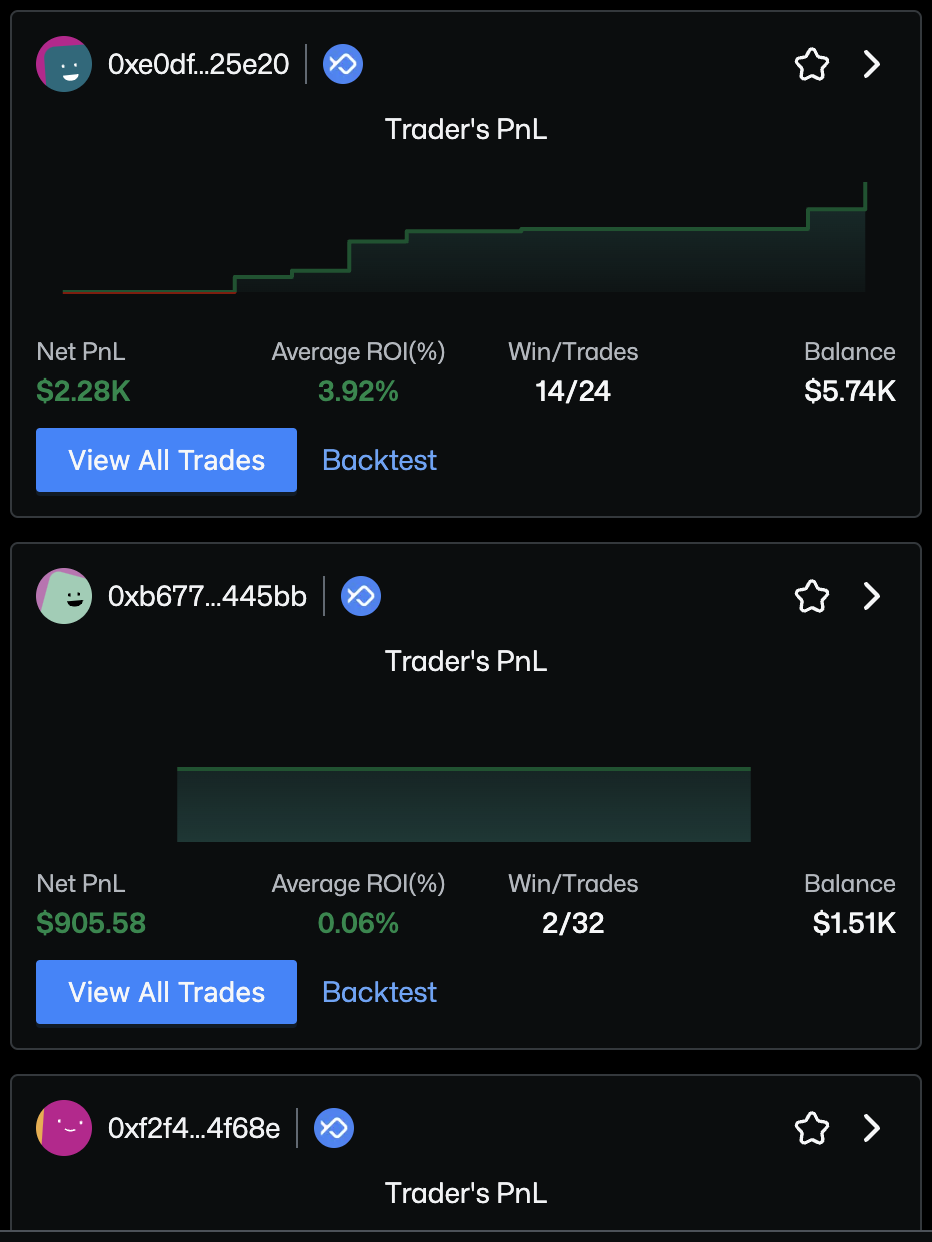 0xe0df...25e20
Trader's PnL
Net PnL Average ROI(%) Win/Trades Balance
$2.28K 3.92% 14/24 $5.74K
View All Trades Backtest
0xb677...445bb
Trader's PnL
Net PnL Average ROI(%) Win/Trades Balance
$905.58 0.06% 2/32 $1.51K
View All Trades Backtest
0xf2f4...4f68e
Trader's PnL